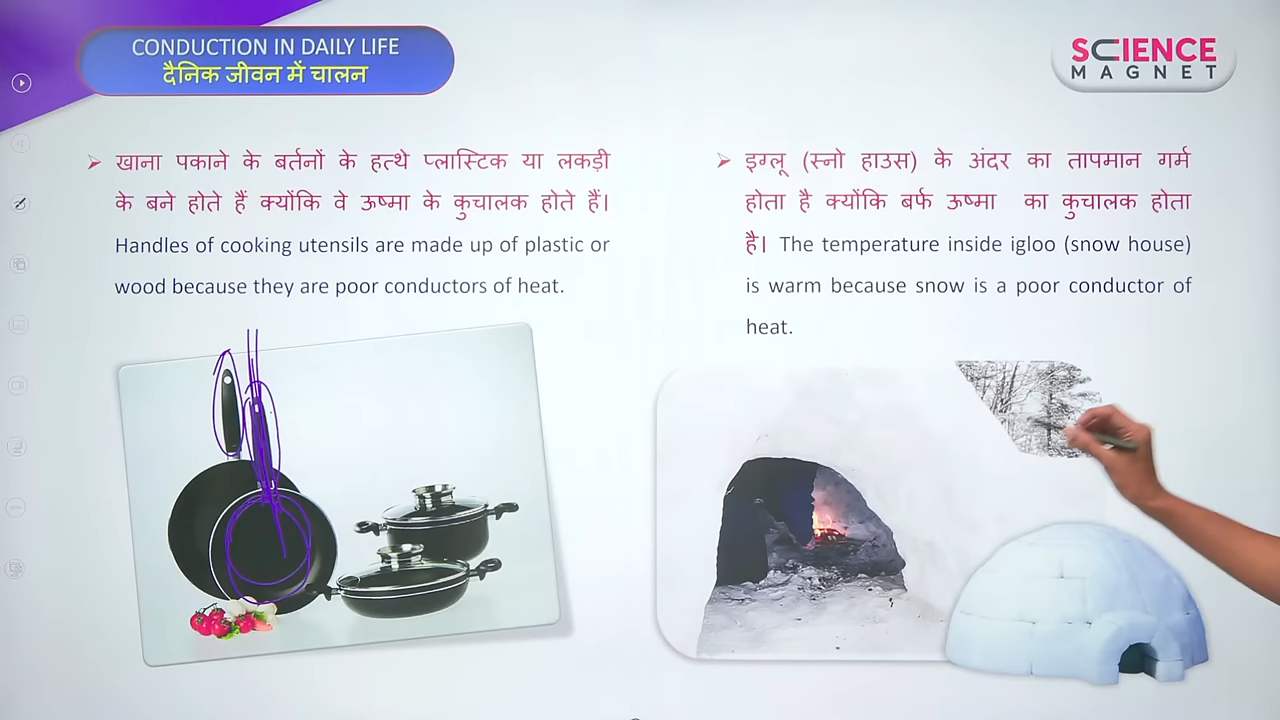 CONDUCTION IN DAILY LIFE
दैनिक जीवन में चालन
SCIENCE
MAGNET
➢ खाना पकाने के बर्तनों के हत्थे प्लास्टिक या लकड़ी
के बने होते हैं क्योंकि वे ऊष्मा के कुचालक होते हैं।
Handles of cooking utensils are made up of plastic or
wood because they are poor conductors of heat.
➢ इग्लू (स्नो हाउस) के अंदर का तापमान गर्म
होता है क्योंकि बर्फ ऊष्मा का कुचालक होता
है। The temperature inside igloo (snow house)
is warm because snow is a poor conductor of
heat.